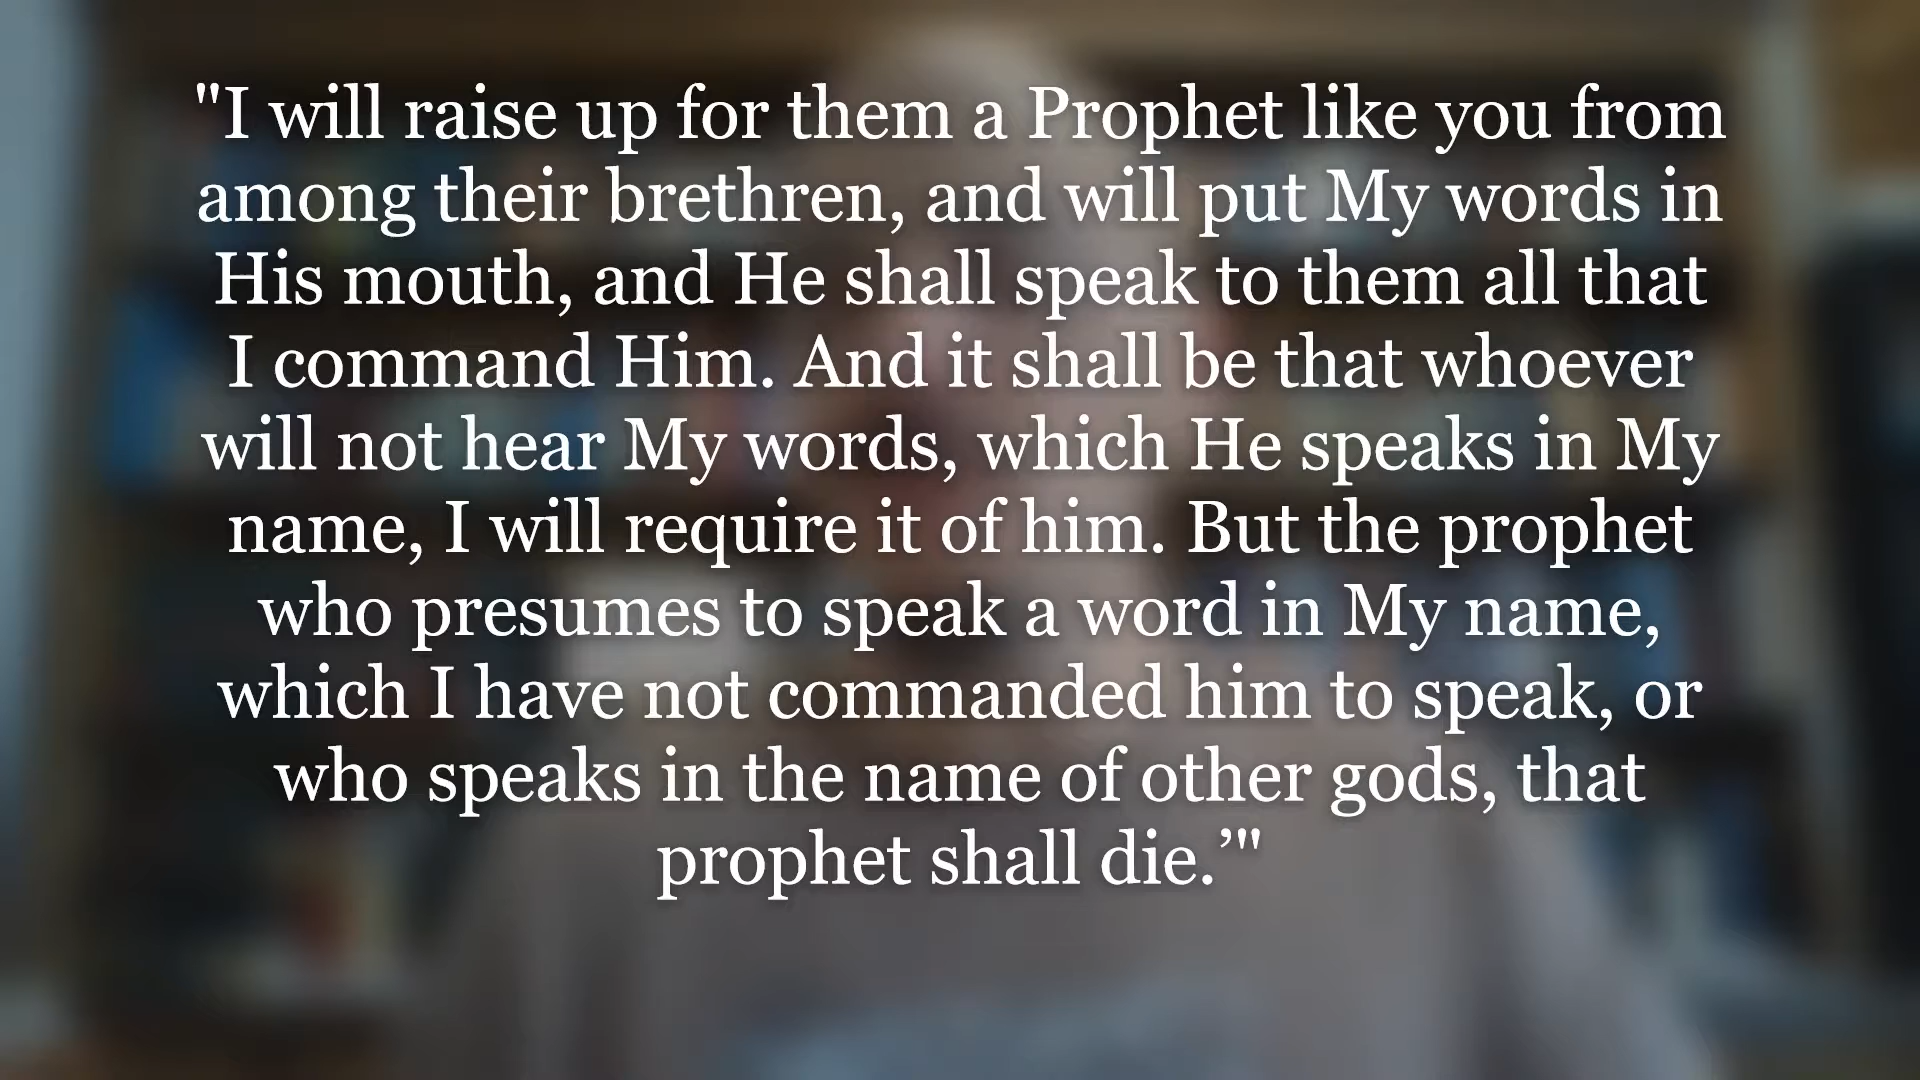 "I will raise up for them a Prophet like you from
among their brethren, and will put My words in
His mouth, and He shall speak to them all that
I command Him. And it shall be that whoever
will not hear My words, which He speaks in My
name, I will require it of him. But the prophet
who presumes to speak a word in My name,
which I have not commanded him to speak, or
who speaks in the name of other gods, that
prophet shall die.’"